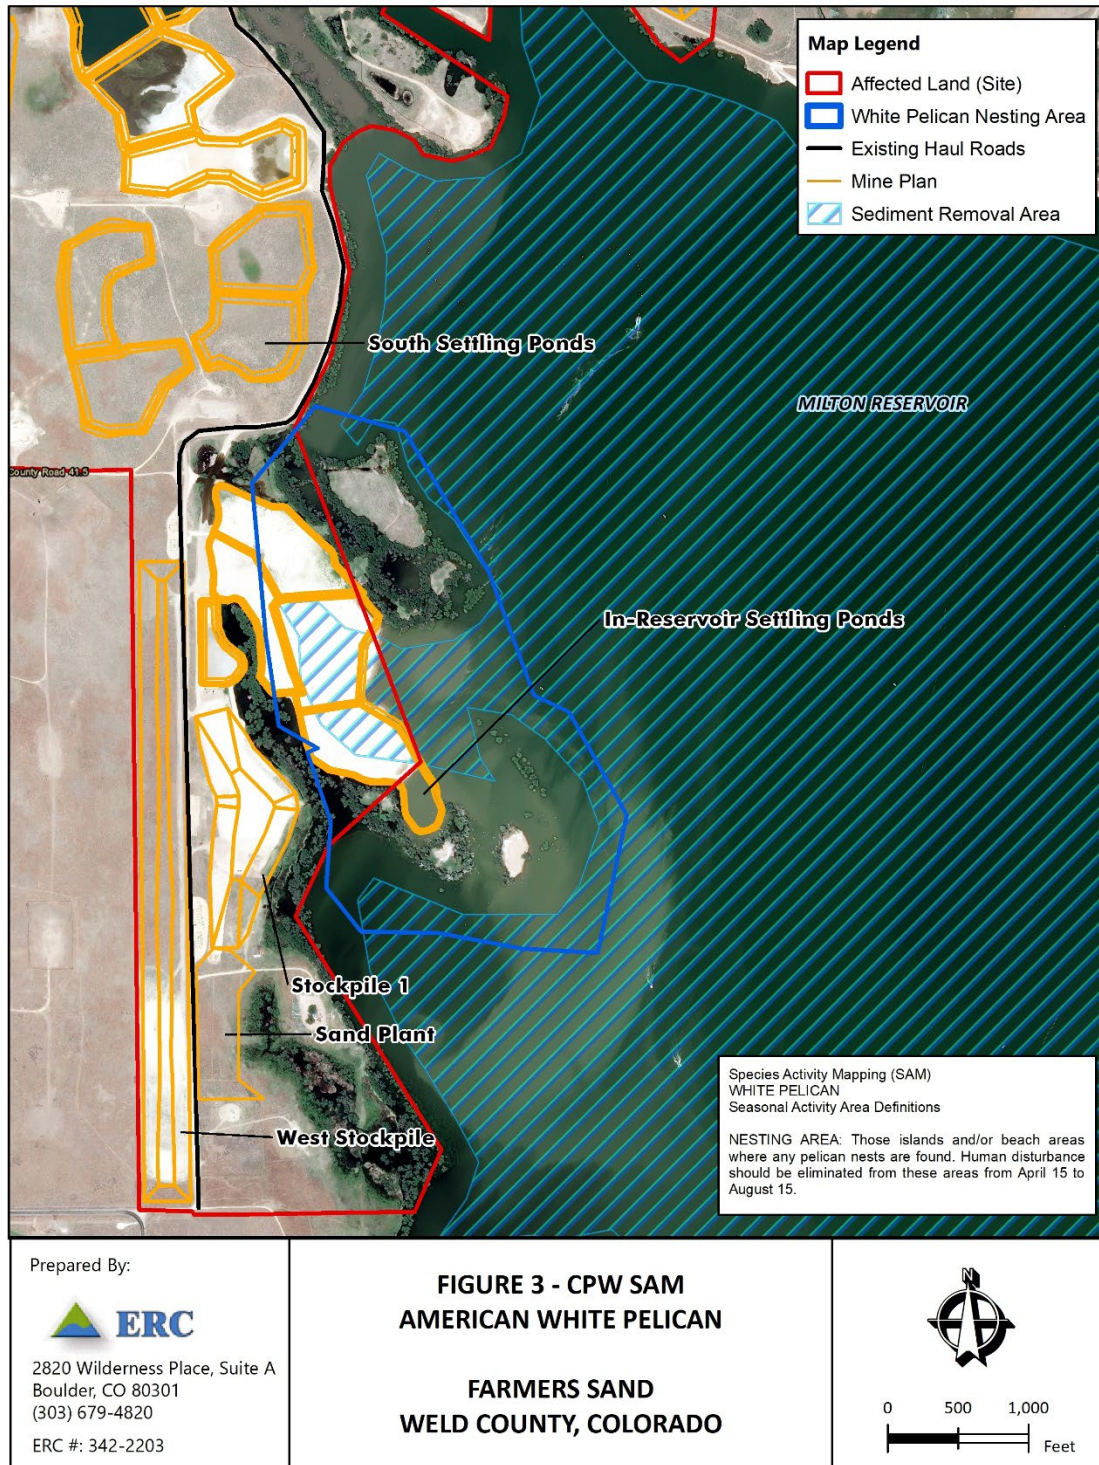 Map Legend
Affected Land (Site)
White Pelican Nesting Area
Existing Haul Roads
Mine Plan
Sediment Removal Area
South Settling Ponds
MILTON RESERVOIR
County Road 41.5
In-Reservoir Settling Ponds
Stockpile 1
Sand Plant
West Stockpile
Species Activity Mapping (SAM)
WHITE PELICAN
Seasonal Activity Area Definitions
NESTING AREA: Those islands and/or beach areas
where any pelican nests are found. Human disturbance
should be eliminated from these areas from April 15 to
August 15.
Prepared By:
ERC
2820 Wilderness Place, Suite A
Boulder, CO 80301
(303) 679-4820
ERC #: 342-2203
FIGURE 3 - CPW SAM
AMERICAN WHITE PELICAN
FARMERS SAND
WELD COUNTY, COLORADO
N
0 500 1,000
Feet